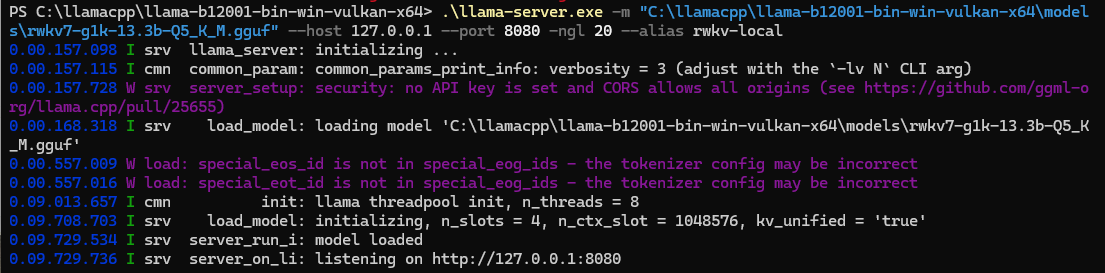 PS C:\llamacpp\llama-b12001-bin-win-vulkan-x64> .\llama-server.exe -m "C:\llamacpp\llama-b12001-bin-win-vulkan-x64\model
s\rwkv7-g1k-13.3b-Q5_K_M.gguf" --host 127.0.0.1 --port 8080 -ngl 20 --alias rwkv-local
0.00.157.098 I srv  llama_server: initializing ...
0.00.157.115 I cmn  common_param: common_params_print_info: verbosity = 3 (adjust with the `-lv N` CLI arg)
0.00.157.728 W srv  server_setup: security: no API key is set and CORS allows all origins (see https://github.com/ggml-o
rg/llama.cpp/pull/25655)
0.00.168.318 I srv    load_model: loading model 'C:\llamacpp\llama-b12001-bin-win-vulkan-x64\models\rwkv7-g1k-13.3b-Q5_K
_M.gguf'
0.00.557.009 W load: special_eos_id is not in special_eog_ids - the tokenizer config may be incorrect
0.00.557.016 W load: special_eot_id is not in special_eog_ids - the tokenizer config may be incorrect
0.09.013.657 I cmn          init: llama threadpool init, n_threads = 8
0.09.708.703 I srv    load_model: initializing, n_slots = 4, n_ctx_slot = 1048576, kv_unified = 'true'
0.09.729.534 I srv  server_run_i: model loaded
0.09.729.736 I srv  server_on_li: listening on http://127.0.0.1:8080